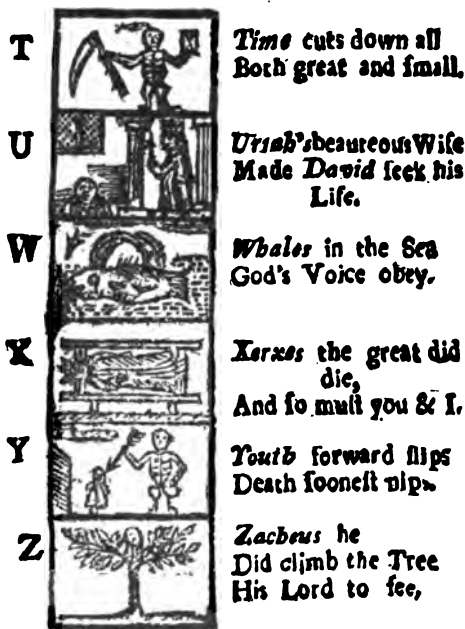 T
Time cuts down all
Both great and ſmall.
U
Uriah's beauteous Wife
Made David ſeek his
Life.
W
Whales in the Sea
God's Voice obey.
X
Xerxes the great did
die,
And ſo muſt you & I.
Y
Youth forward ſlips
Death ſooneſt nips.
Z
Zacheus he
Did climb the Tree
His Lord to ſee,